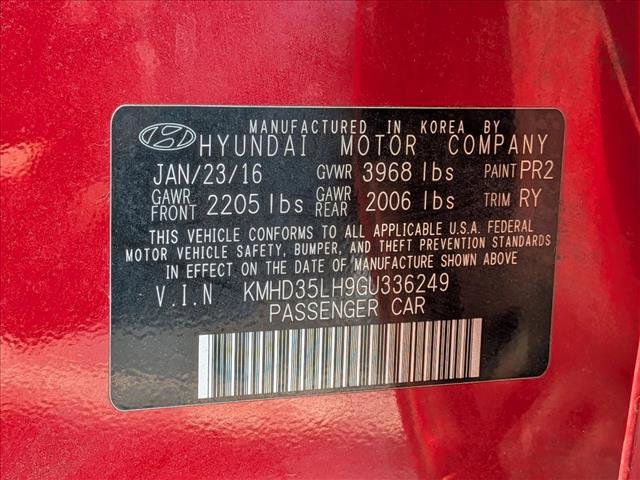 MANUFACTURED IN KOREA BY
HYUNDAI MOTOR COMPANY
JAN/23/16 GVWR 3968 lbs PAINT PR2
GAWR FRONT 2205 lbs GAWR REAR 2006 lbs TRIM RY
THIS VEHICLE CONFORMS TO ALL APPLICABLE U.S.A. FEDERAL
MOTOR VEHICLE SAFETY, BUMPER, AND THEFT PREVENTION STANDARDS
IN EFFECT ON THE DATE OF MANUFACTURE SHOWN ABOVE
V.I.N KMHD35LH9GU336249
PASSENGER CAR